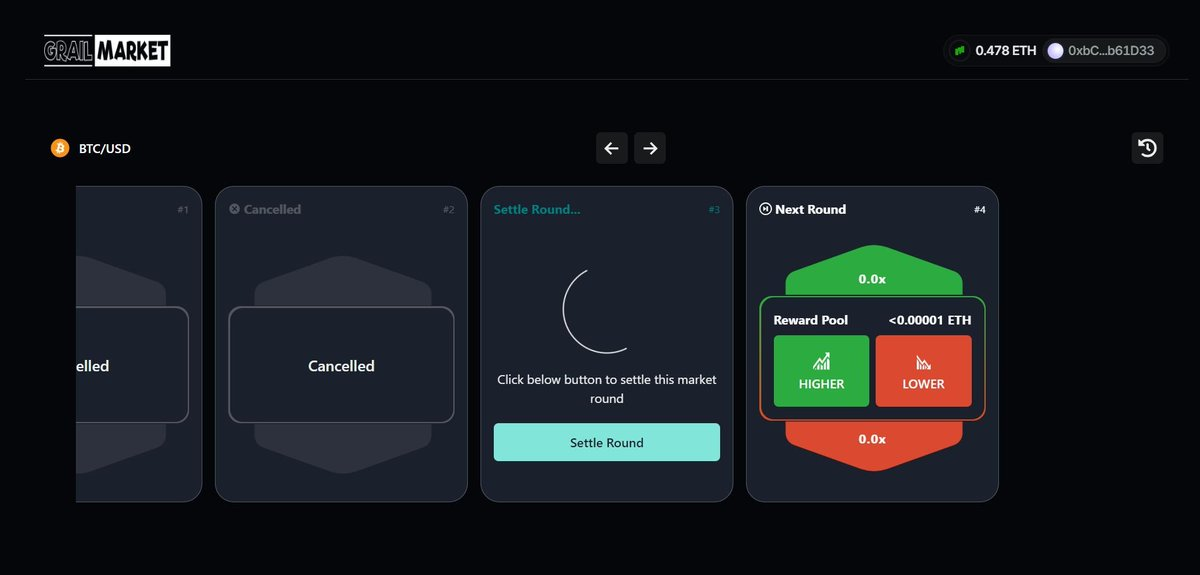 GRAIL MARKET
0.478 ETH
0xbC...b61D33
BTC/USD
#1
elled
Cancelled
#2
Cancelled
Settle Round...
#3
Click below button to settle this market
round
Settle Round
Next Round
#4
0.0x
Reward Pool
<0.00001 ETH
HIGHER
LOWER
0.0x